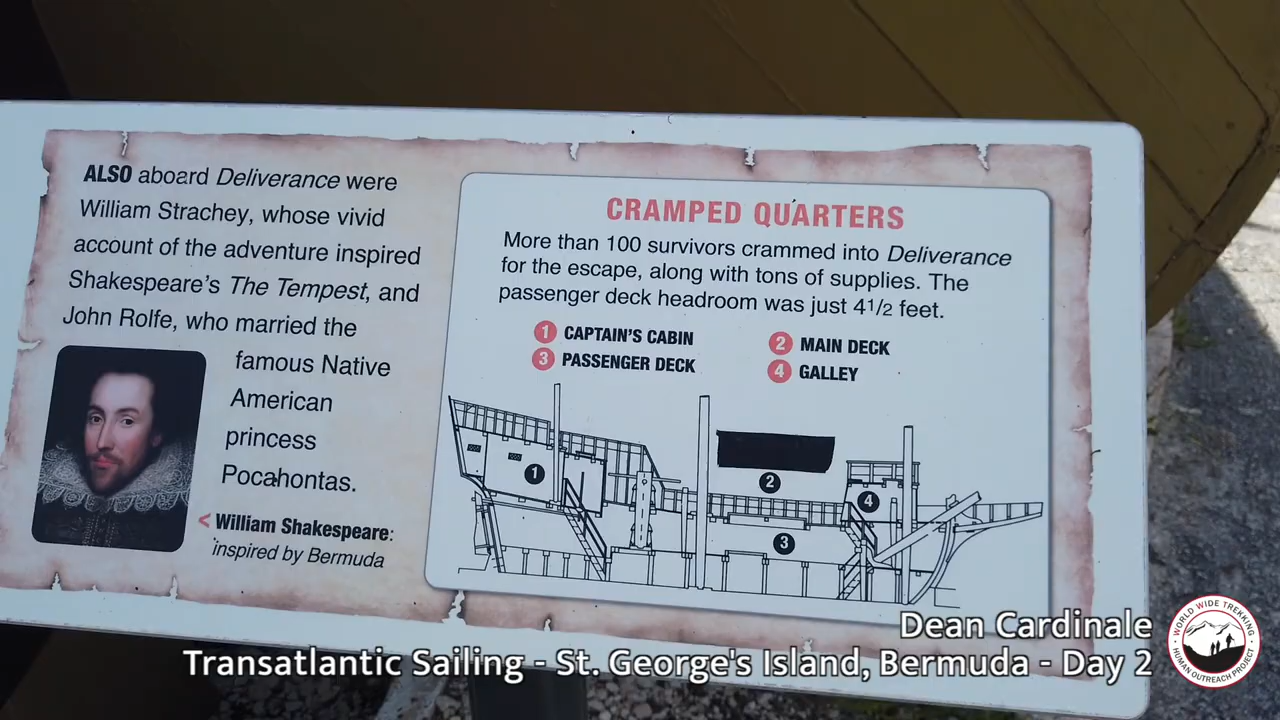 ALSO aboard Deliverance were
William Strachey, whose vivid
account of the adventure inspired
Shakespeare's The Tempest, and
John Rolfe, who married the
famous Native
American
princess
Pocahontas.
< William Shakespeare:
inspired by Bermuda
CRAMPED QUARTERS
More than 100 survivors crammed into Deliverance
for the escape, along with tons of supplies. The
passenger deck headroom was just 41/2 feet.
1 CAPTAIN'S CABIN
2 MAIN DECK
3 PASSENGER DECK
4 GALLEY
1
2
4
3
Dean Cardinale
Transatlantic Sailing - St. George's Island, Bermuda - Day 2
WORLD WIDE TREKKING
HUMAN OUTREACH PROJECT